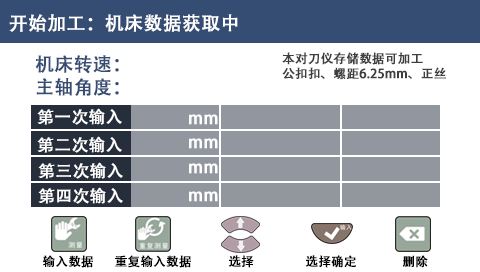 开始加工：机床数据获取中
机床转速：
主轴角度：
本对刀仪存储数据可加工
公扣扣、螺距6.25mm、正丝
第一次输入 mm
第二次输入 mm
第三次输入 mm
第四次输入 mm
测量
重复测量
输入
输入数据
重复输入数据
选择
选择确定
删除